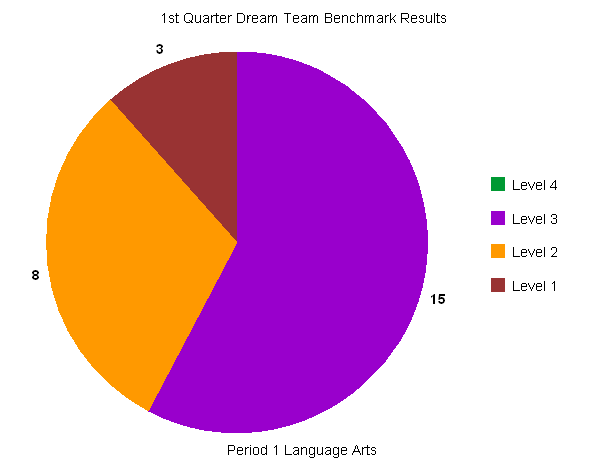 1st Quarter Dream Team Benchmark Results
3
8
15
Level 4
Level 3
Level 2
Level 1
Period 1 Language Arts